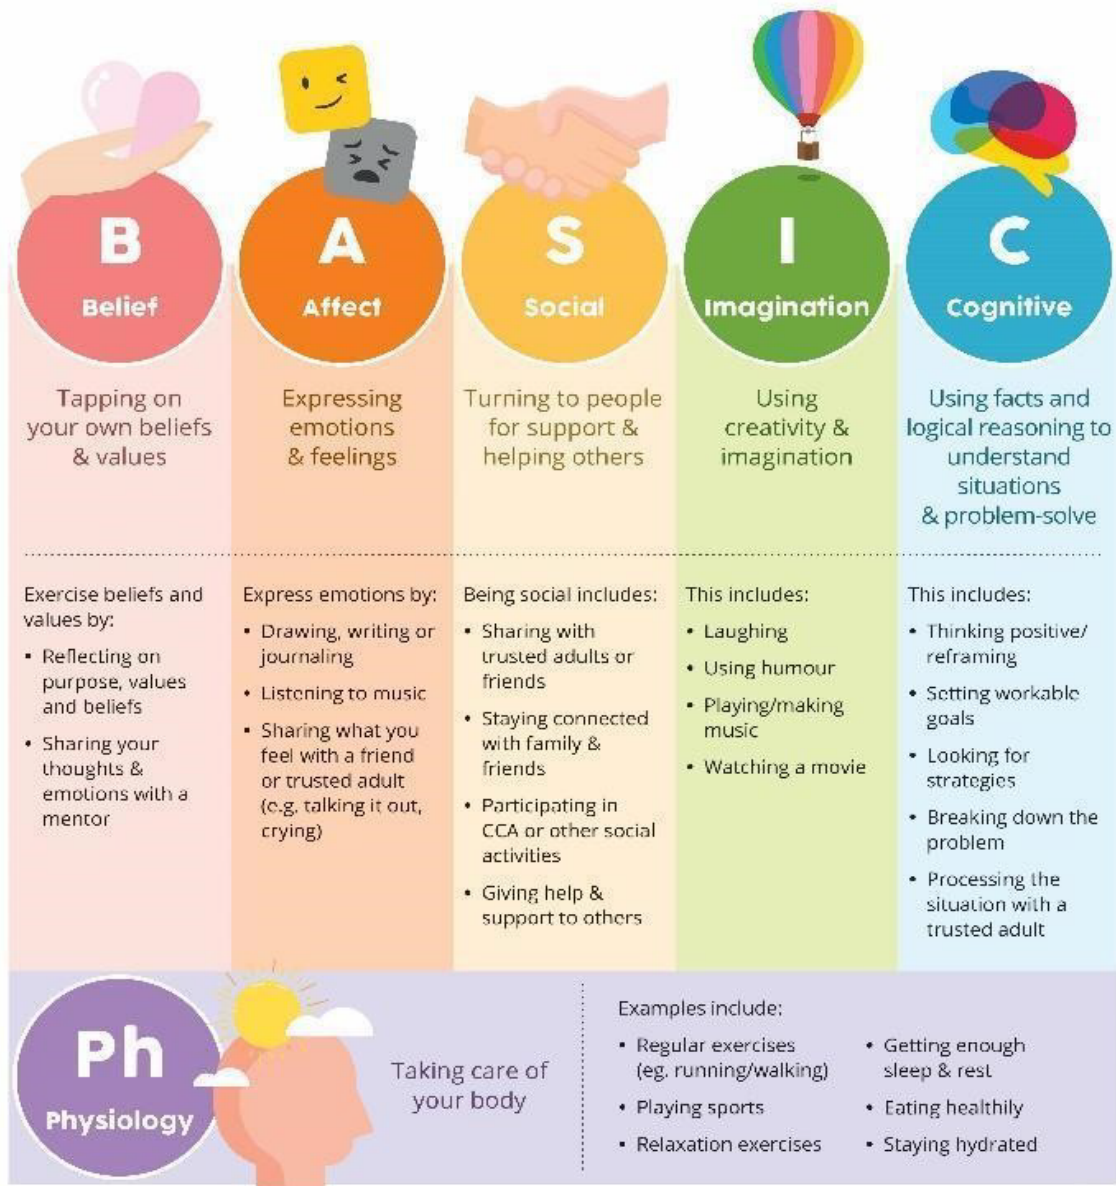 B
Belief
A
Affect
S
Social
I
Imagination
C
Cognitive
Tapping on
your own beliefs
& values
Expressing
emotions
& feelings
Turning to people
for support &
helping others
Using
creativity &
imagination
Using facts and
logical reasoning to
understand
situations
& problem-solve
Exercise beliefs and
values by:
• Reflecting on
purpose, values
and beliefs
• Sharing your
thoughts &
emotions with a
mentor
Express emotions by:
• Drawing, writing or
journaling
• Listening to music
• Sharing what you
feel with a friend
or trusted adult
(e.g. talking it out,
crying)
Being social includes:
• Sharing with
trusted adults or
friends
• Staying connected
with family &
friends
• Participating in
CCA or other social
activities
• Giving help &
support to others
This includes:
• Laughing
• Using humour
• Playing/making
music
• Watching a movie
This includes:
• Thinking positive/
reframing
• Setting workable
goals
• Looking for
strategies
• Breaking down the
problem
• Processing the
situation with a
trusted adult
Ph
Physiology
Taking care of
your body
Examples include:
• Regular exercises
(eg. running/walking)
• Playing sports
• Relaxation exercises
• Getting enough
sleep & rest
• Eating healthily
• Staying hydrated